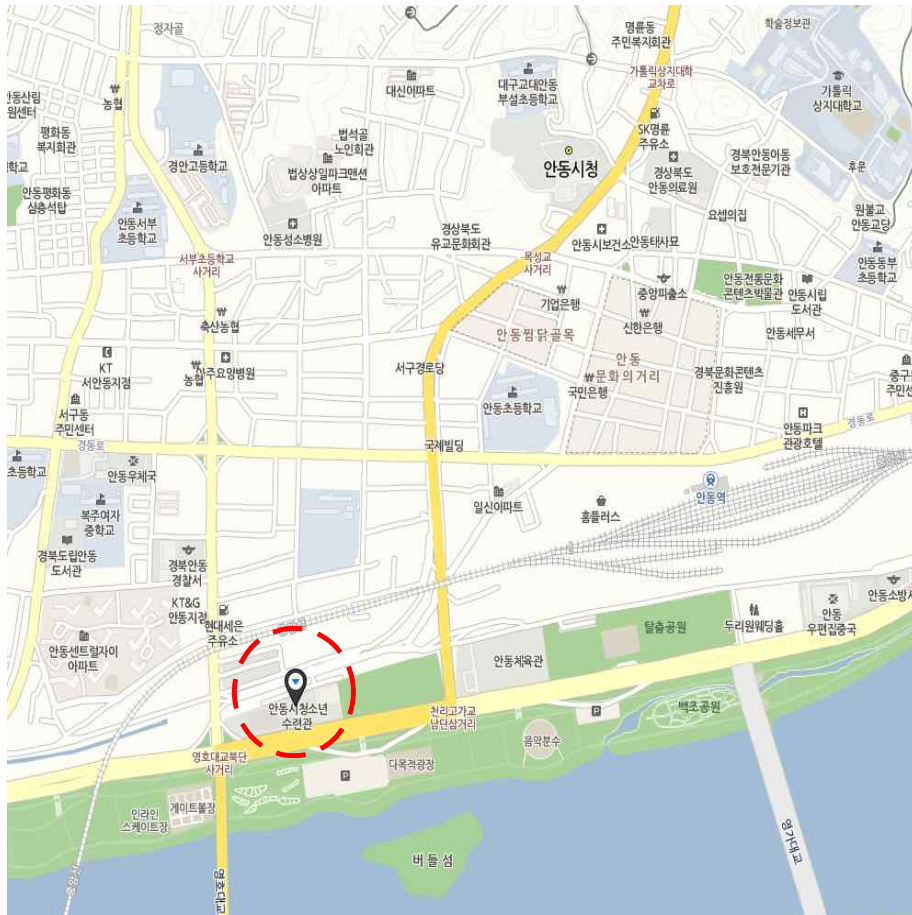 정자골
명륜동
주민복지회관
학술정보관
농협
대신아파트
대구교대안동
부설초등학교
가톨릭상지대학
교차로
가톨릭
상지대학교
안동산림
원센터
평화동
복지회관
학교
법석골
노인회관
SK명륜
주유소
경안고등학교
법상상일파크맨션
아파트
안동시청
경상북도
안동의료원
경북안동아동
보호전문기관
후문
안동평화동
삼층석탑
안동서부
초등학교
안동성소병원
경상북도
유교문화회관
안동시보건소
안동태사묘
요셉의집
원불교
안동교당
서부초등학교
사거리
목성교
사거리
중앙파출소
안동전통문화
콘텐츠박물관
안동시립
도서관
안동동부
초등학교
축산농협
기업은행
신한은행
안동찜닭골목
안동세무서
KT
서안동지점
농협
아주요양병원
서구경로당
안동
문화의거리
국민은행
경북문화콘텐츠
진흥원
중구동
주민센터
서구동
주민센터
안동초등학교
안동파크
관광호텔
경동로
경동로
국제빌딩
초등학교
안동우체국
안동역
일신아파트
홈플러스
복주여자
중학교
경북도립안동
도서관
경북안동
경찰서
KT&G
안동지점
현대세은
주유소
안동센트럴자이
아파트
탈춤공원
두리원웨딩홀
안동
우편집중국
안동소방서
안동체육관
안동시청소년
수련관
천리고가교
남단삼거리
P
백조공원
영호대교북단
사거리
P
다목적광장
음악분수
게이트볼장
인라인
스케이트장
버들섬
영가대교
영호대교
중앙선